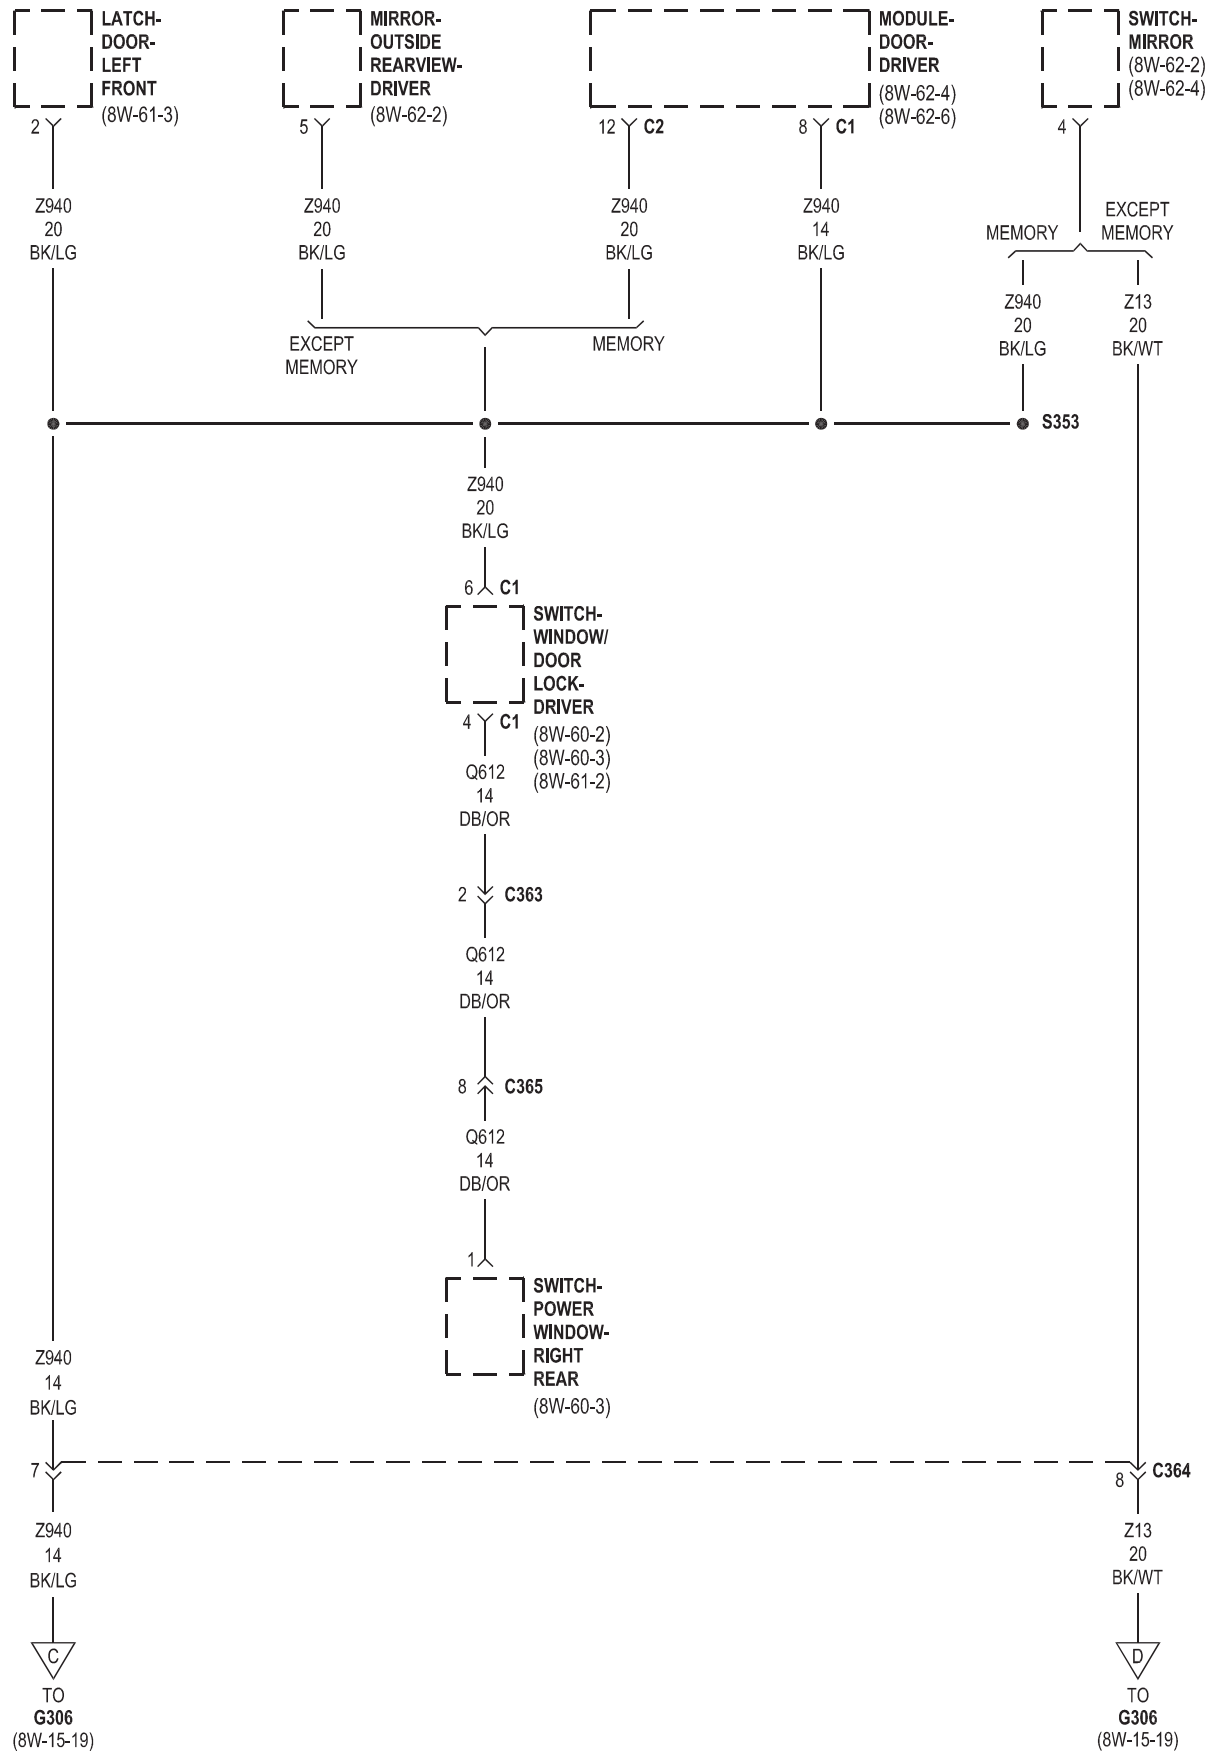 LATCH-
DOOR-
LEFT
FRONT
(8W-61-3)
MIRROR-
OUTSIDE
REARVIEW-
DRIVER
(8W-62-2)
MODULE-
DOOR-
DRIVER
(8W-62-4)
(8W-62-6)
SWITCH-
MIRROR
(8W-62-2)
(8W-62-4)
2
5
12 C2
8 C1
4
Z940
20
BK/LG
Z940
20
BK/LG
Z940
20
BK/LG
Z940
14
BK/LG
MEMORY
EXCEPT
MEMORY
Z940
20
BK/LG
Z13
20
BK/WT
EXCEPT
MEMORY
MEMORY
S353
Z940
20
BK/LG
6 C1
SWITCH-
WINDOW/
DOOR
LOCK-
DRIVER
(8W-60-2)
(8W-60-3)
(8W-61-2)
4 C1
Q612
14
DB/OR
2 C363
Q612
14
DB/OR
8 C365
Q612
14
DB/OR
1
SWITCH-
POWER
WINDOW-
RIGHT
REAR
(8W-60-3)
Z940
14
BK/LG
7
8 C364
Z940
14
BK/LG
Z13
20
BK/WT
C
TO
G306
(8W-15-19)
D
TO
G306
(8W-15-19)